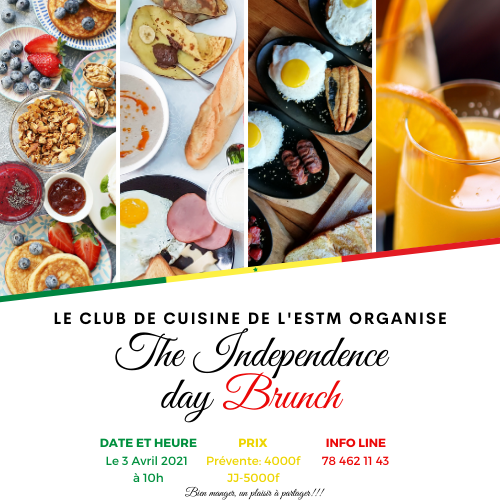 LE CLUB DE CUISINE DE L'ESTM ORGANISE
The Independence
day Brunch
DATE ET HEURE
Le 3 Avril 2021
à 10h
PRIX
Prévente: 4000f
JJ-5000f
INFO LINE
78 462 11 43
Bien manger, un plaisir à partager!!!